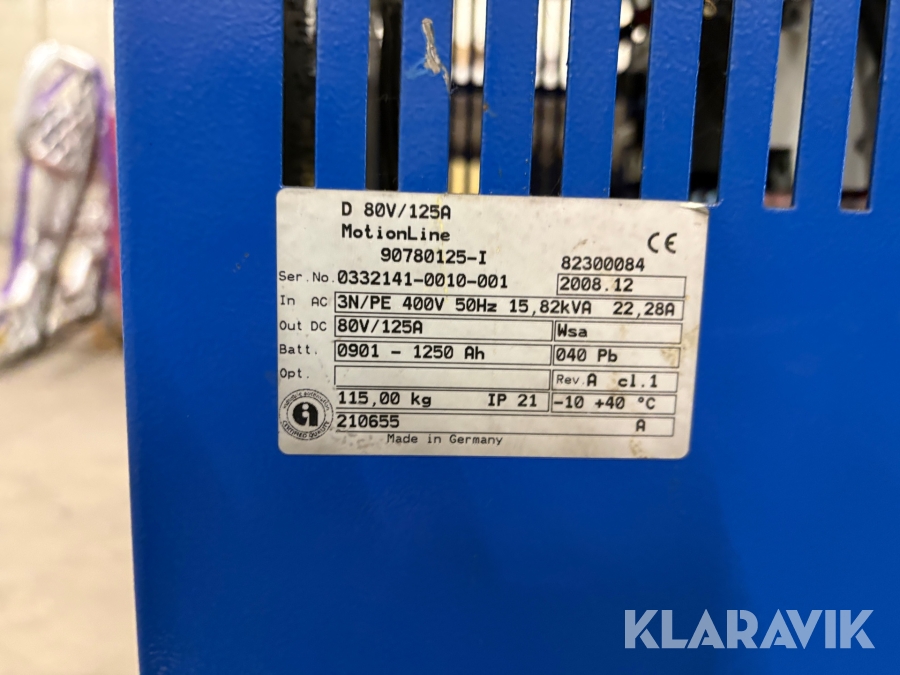 D 80V/125A
MotionLine
90780125-I
CE
82300084
Ser.No. 0332141-0010-001 2008.12
In AC 3N/PE 400V 50Hz 15,82kVA 22,28A
Out DC 80V/125A Wsa
Batt. 0901 - 1250 Ah 040 Pb
Opt. Rev.A cl.1
115,00 kg IP 21 -10 +40 °C
210655 A
Made in Germany
KLARAVIK